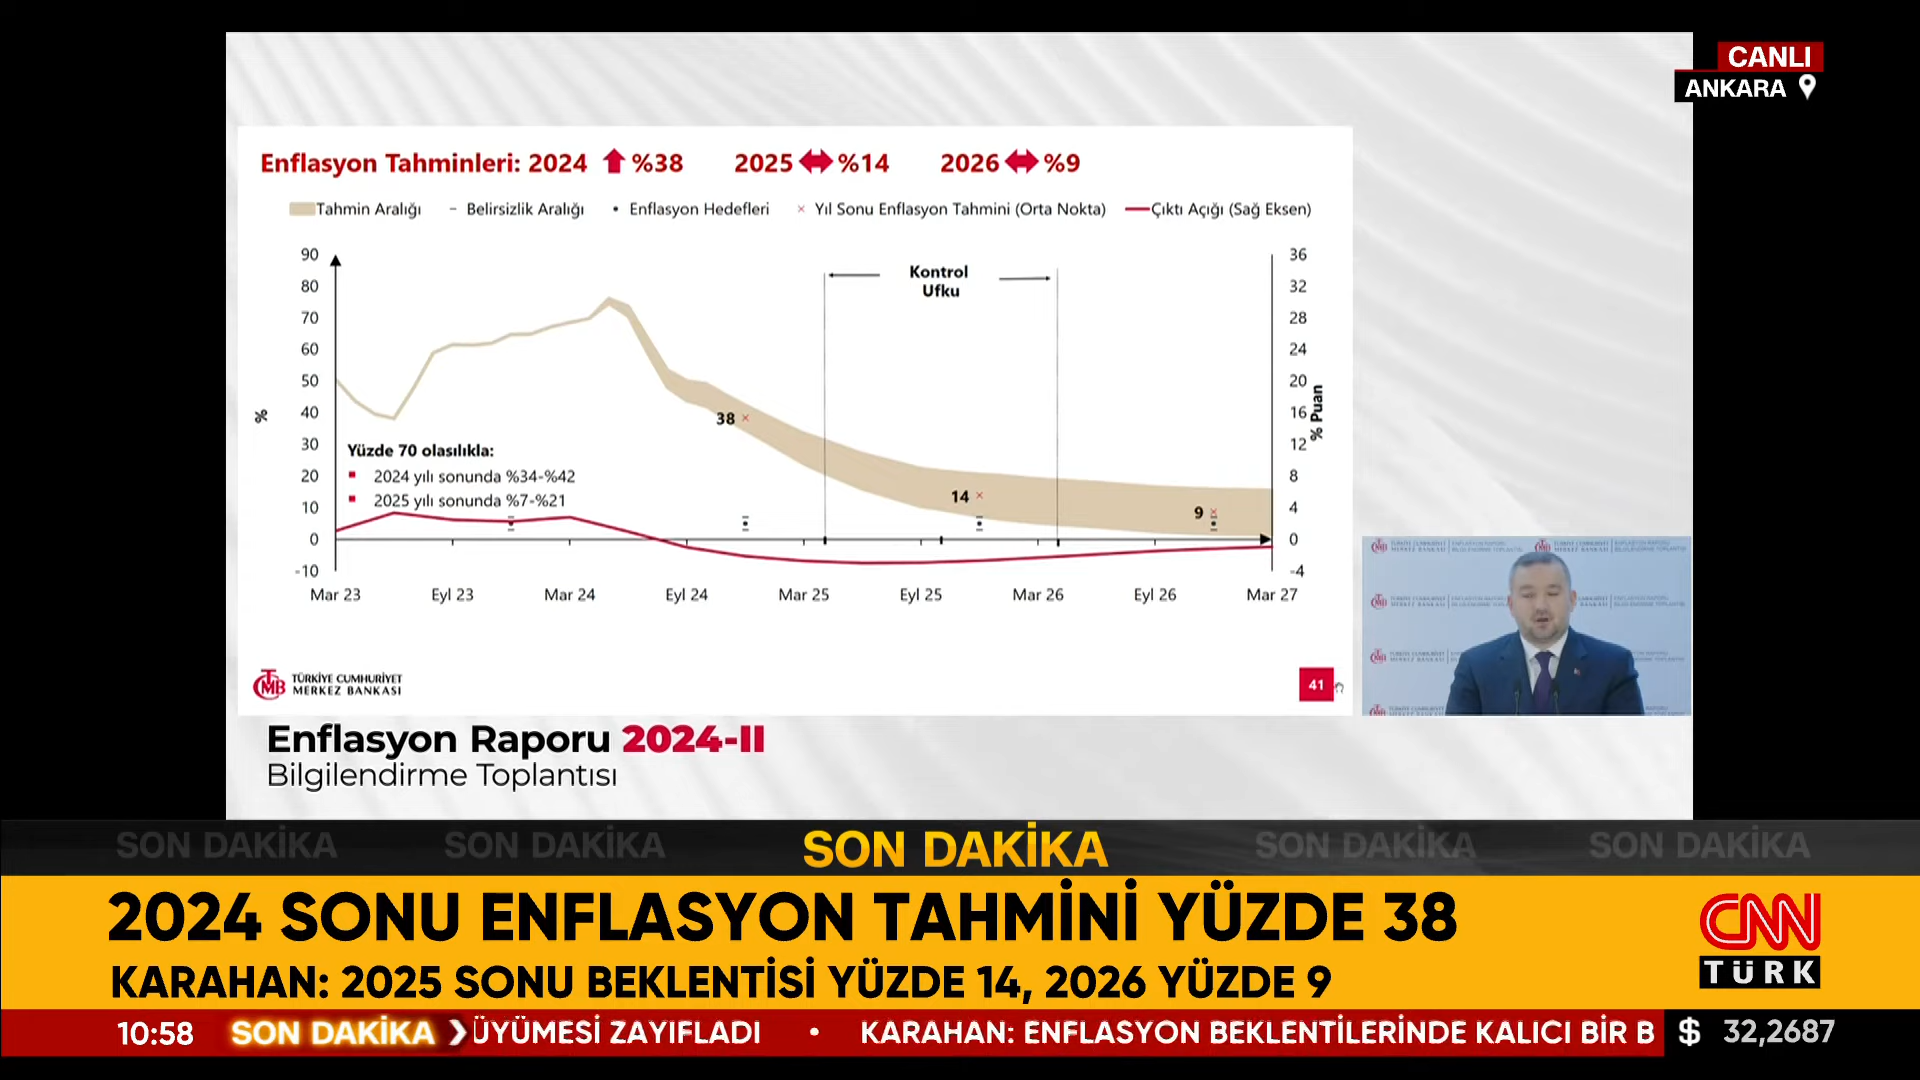 CANLI
ANKARA
Enflasyon Tahminleri: 2024 %38 2025 %14 2026 %9
Tahmin Aralığı Belirsizlik Aralığı Enflasyon Hedefleri Yıl Sonu Enflasyon Tahmini (Orta Nokta) Çıktı Açığı (Sağ Eksen)
Kontrol
Ufku
90
80
70
60
50
40
30
20
10
0
-10
%
36
32
28
24
20
16
12
8
4
0
-4
% Puan
38
14
9
Yüzde 70 olasılıkla:
2024 yılı sonunda %34-%42
2025 yılı sonunda %7-%21
Mar 23 Eyl 23 Mar 24 Eyl 24 Mar 25 Eyl 25 Mar 26 Eyl 26 Mar 27
TCMB
TÜRKİYE CUMHURİYET
MERKEZ BANKASI
41
Enflasyon Raporu 2024-II
Bilgilendirme Toplantısı
SON DAKİKA SON DAKİKA SON DAKİKA SON DAKİKA SON DAKİKA
2024 SONU ENFLASYON TAHMİNİ YÜZDE 38
KARAHAN: 2025 SONU BEKLENTİSİ YÜZDE 14, 2026 YÜZDE 9
CNN
TÜRK
10:58 SON DAKİKA ÜYÜMESİ ZAYIFLADI • KARAHAN: ENFLASYON BEKLENTİLERİNDE KALICI BİR B $ 32,2687